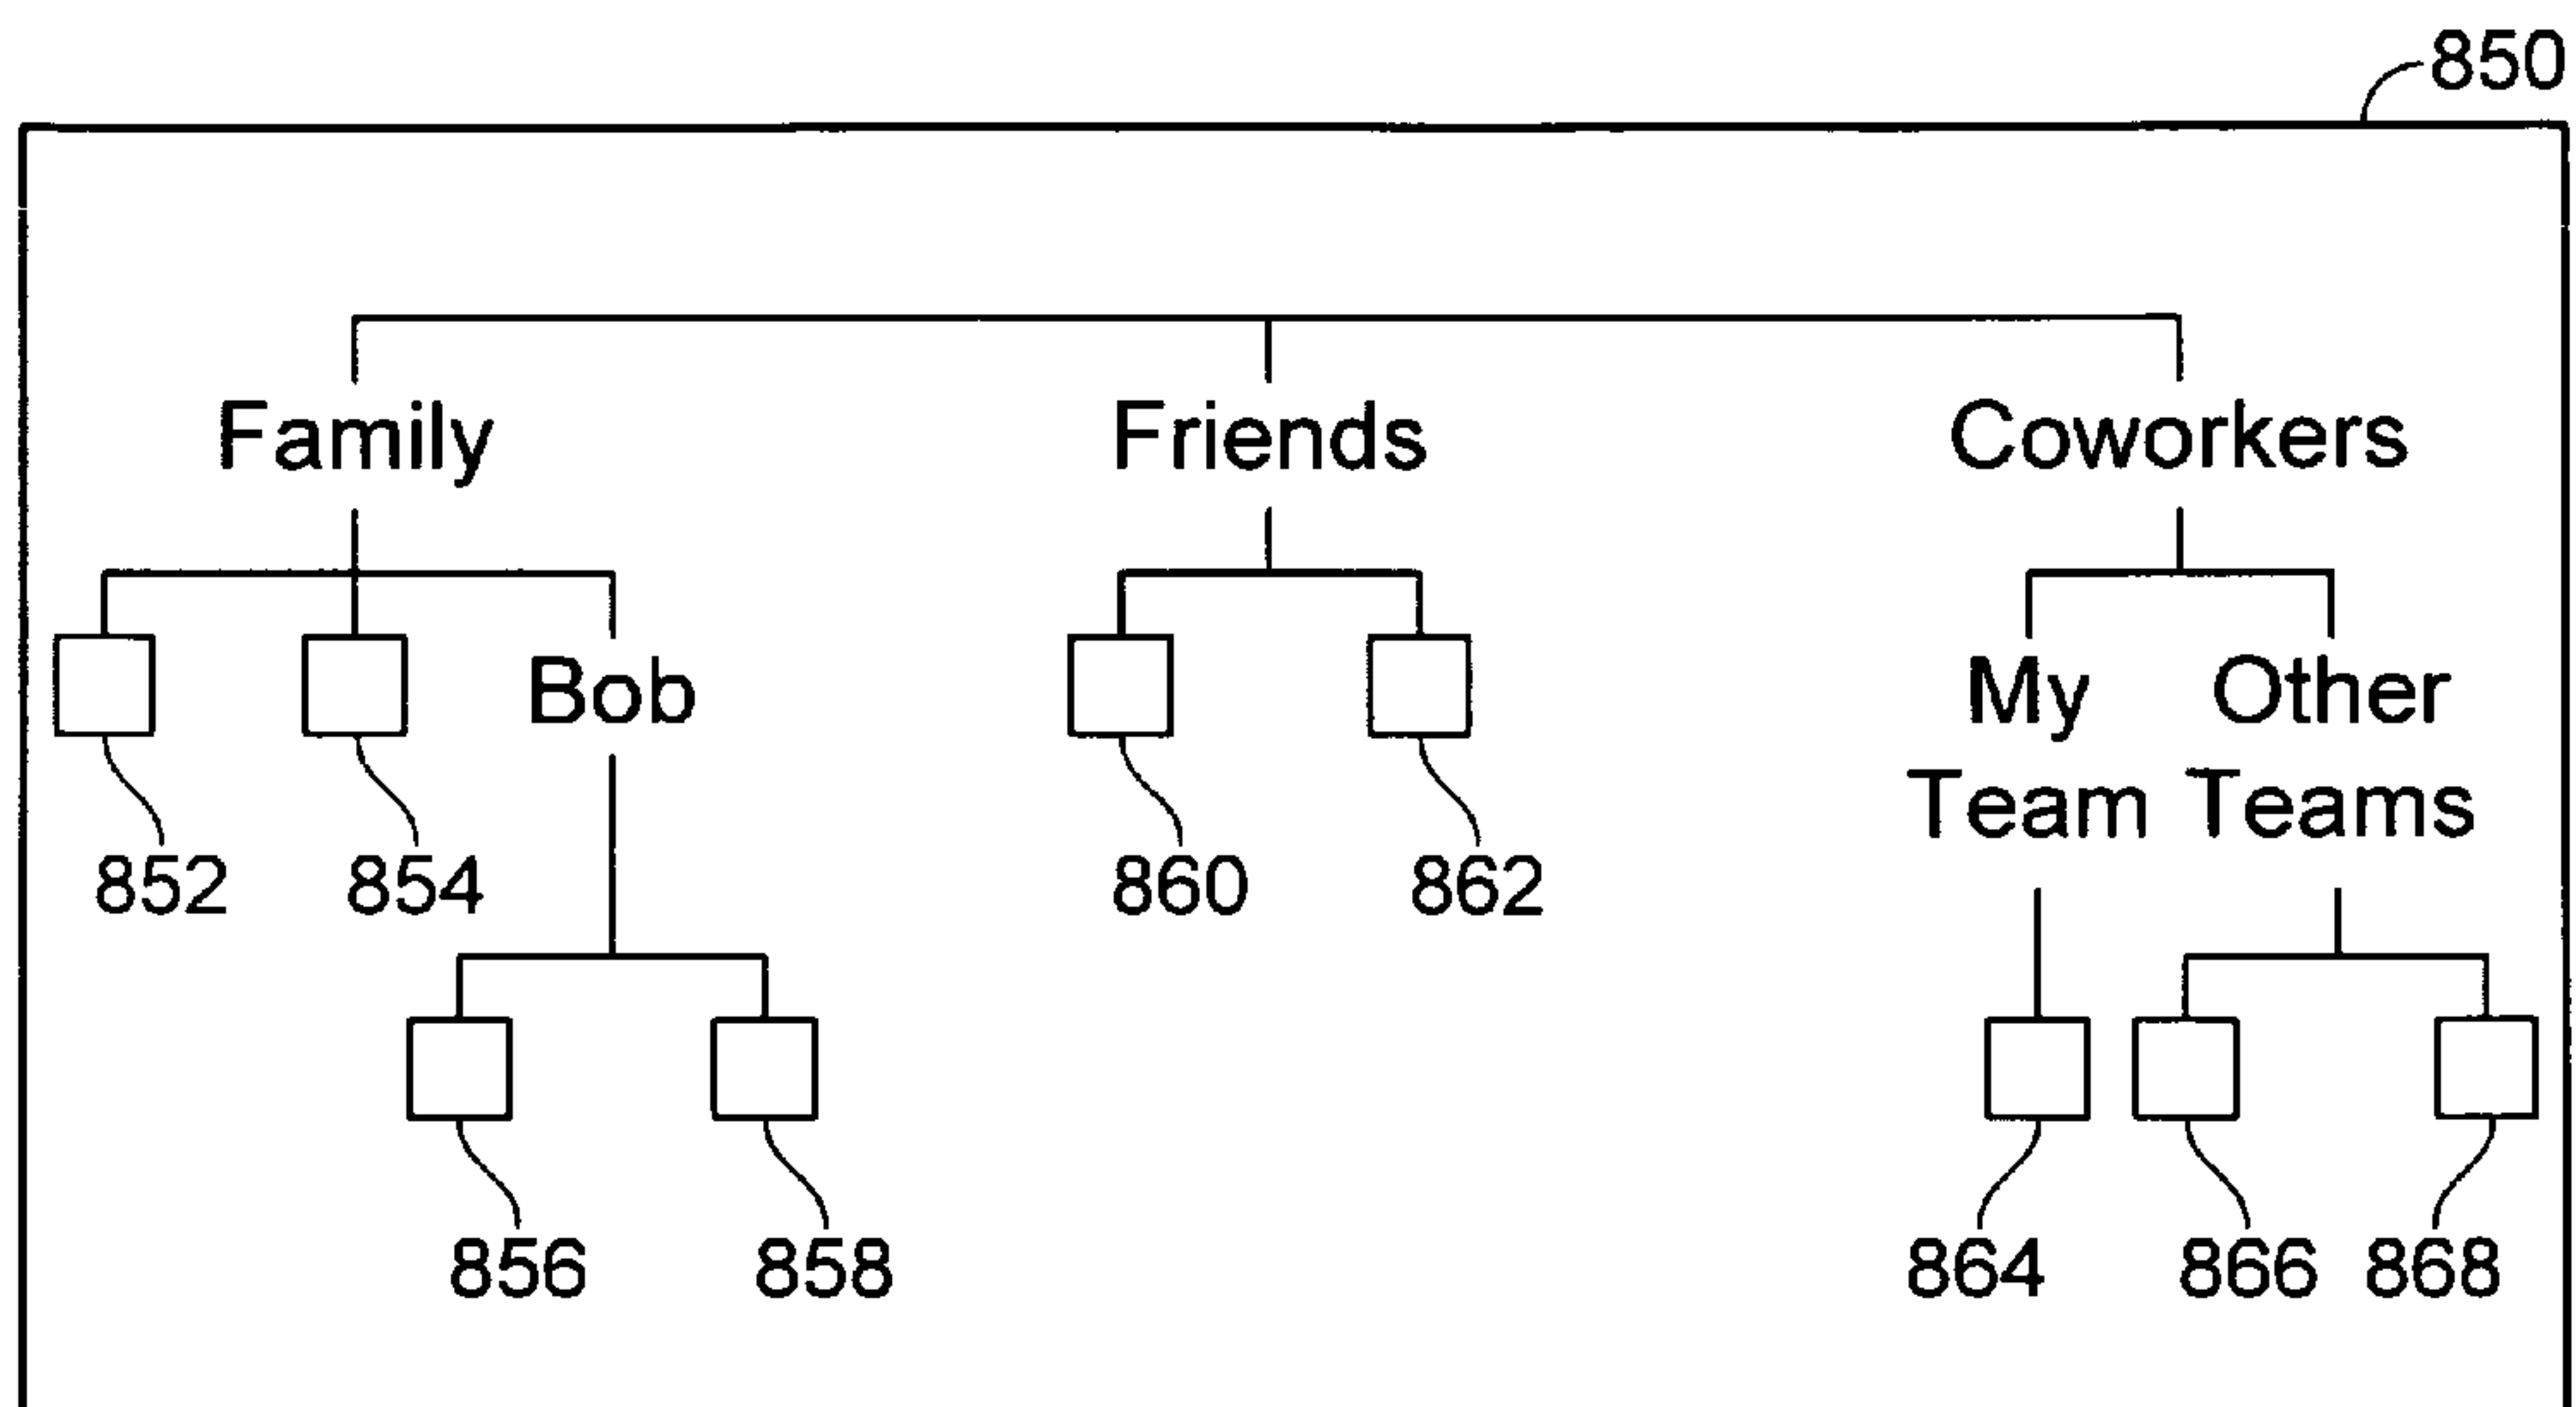 850
Family Friends Coworkers
Bob My Other
Team Teams
852 854 860 862
856 858 864 866 868